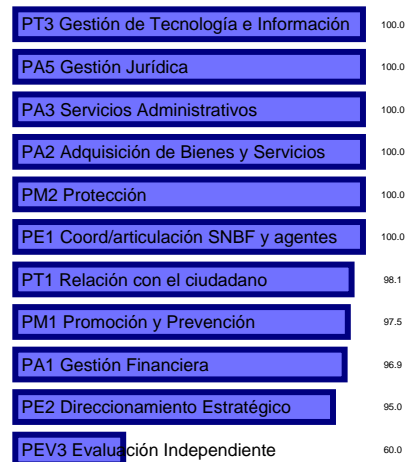 PT3 Gestión de Tecnología e Información 100.0
PA5 Gestión Jurídica 100.0
PA3 Servicios Administrativos 100.0
PA2 Adquisición de Bienes y Servicios 100.0
PM2 Protección 100.0
PE1 Coord/articulación SNBF y agentes 100.0
PT1 Relación con el ciudadano 98.1
PM1 Promoción y Prevención 97.5
PA1 Gestión Financiera 96.9
PE2 Direccionamiento Estratégico 95.0
PEV3 Evaluación Independiente 60.0